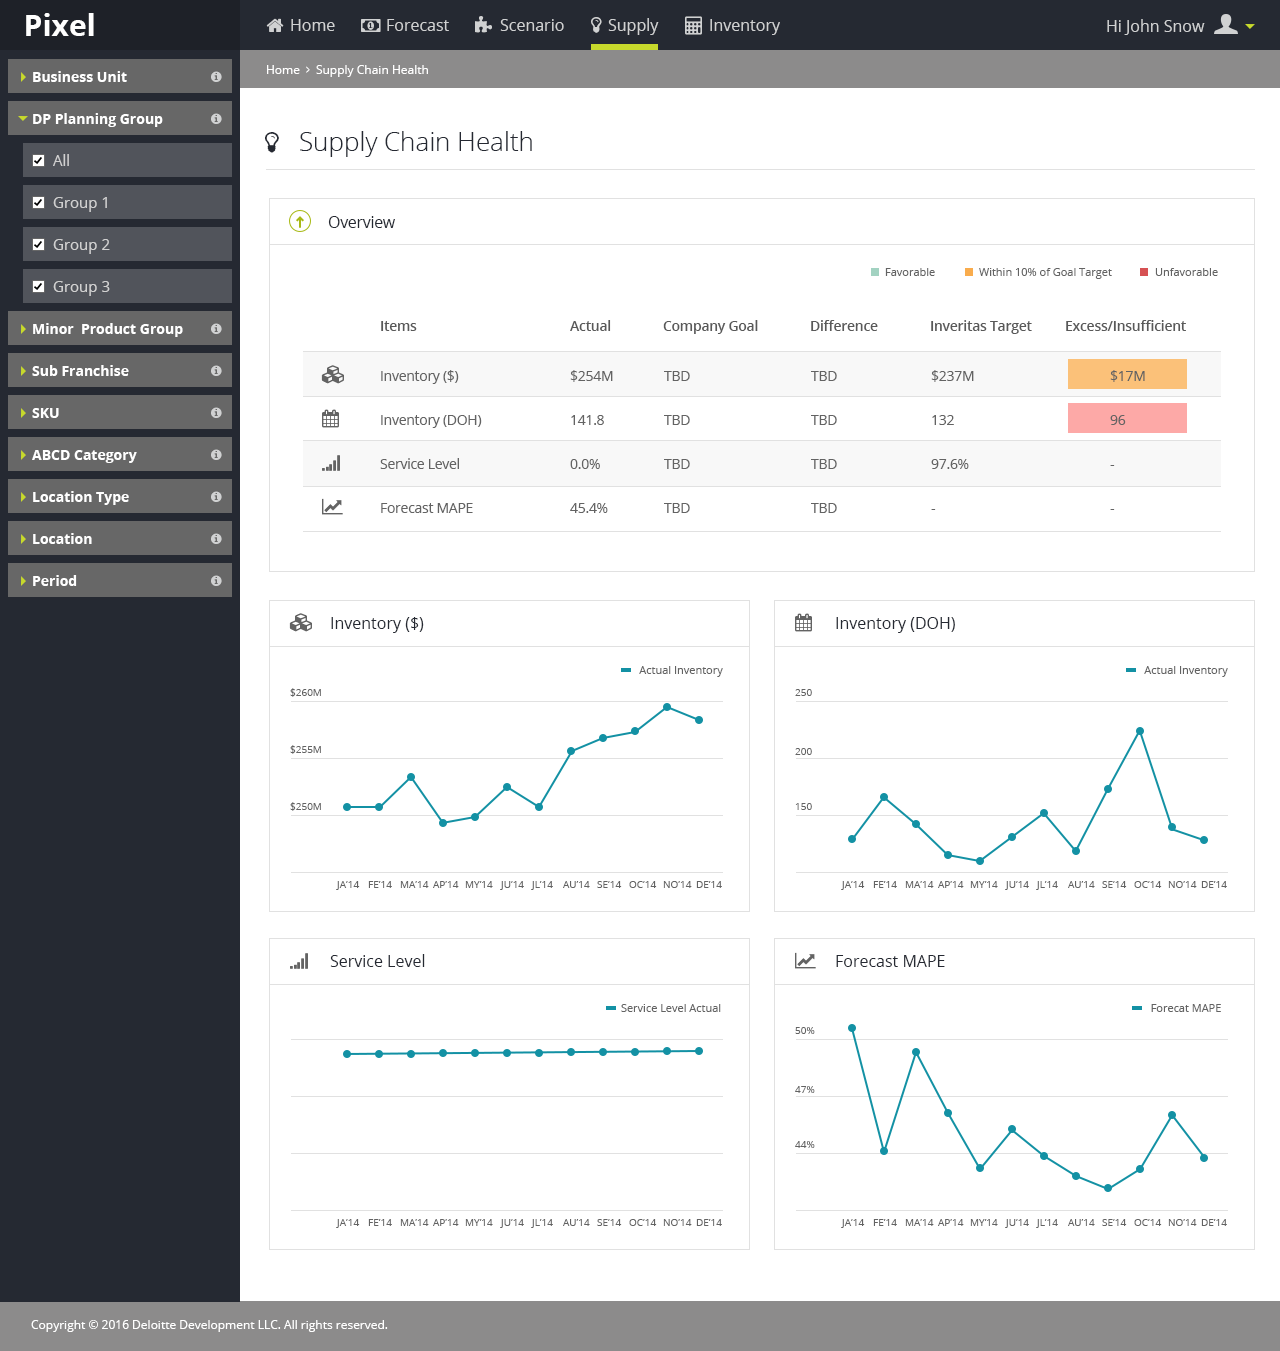 Pixel
Home Forecast Scenario Supply Inventory
Hi John Snow
Home > Supply Chain Health
Business Unit
DP Planning Group
All
Group 1
Group 2
Group 3
Minor Product Group
Sub Franchise
SKU
ABCD Category
Location Type
Location
Period
Supply Chain Health
Overview
Favorable Within 10% of Goal Target Unfavorable
Items Actual Company Goal Difference Inveritas Target Excess/Insufficient
Inventory ($) $254M TBD TBD $237M $17M
Inventory (DOH) 141.8 TBD TBD 132 96
Service Level 0.0% TBD TBD 97.6% -
Forecast MAPE 45.4% TBD TBD - -
Inventory ($)
Actual Inventory
$260M
$255M
$250M
JA'14 FE'14 MA'14 AP'14 MY'14 JU'14 JL'14 AU'14 SE'14 OC'14 NO'14 DE'14
Inventory (DOH)
Actual Inventory
250
200
150
JA'14 FE'14 MA'14 AP'14 MY'14 JU'14 JL'14 AU'14 SE'14 OC'14 NO'14 DE'14
Service Level
Service Level Actual
JA'14 FE'14 MA'14 AP'14 MY'14 JU'14 JL'14 AU'14 SE'14 OC'14 NO'14 DE'14
Forecast MAPE
Forecat MAPE
50%
47%
44%
JA'14 FE'14 MA'14 AP'14 MY'14 JU'14 JL'14 AU'14 SE'14 OC'14 NO'14 DE'14
Copyright © 2016 Deloitte Development LLC. All rights reserved.